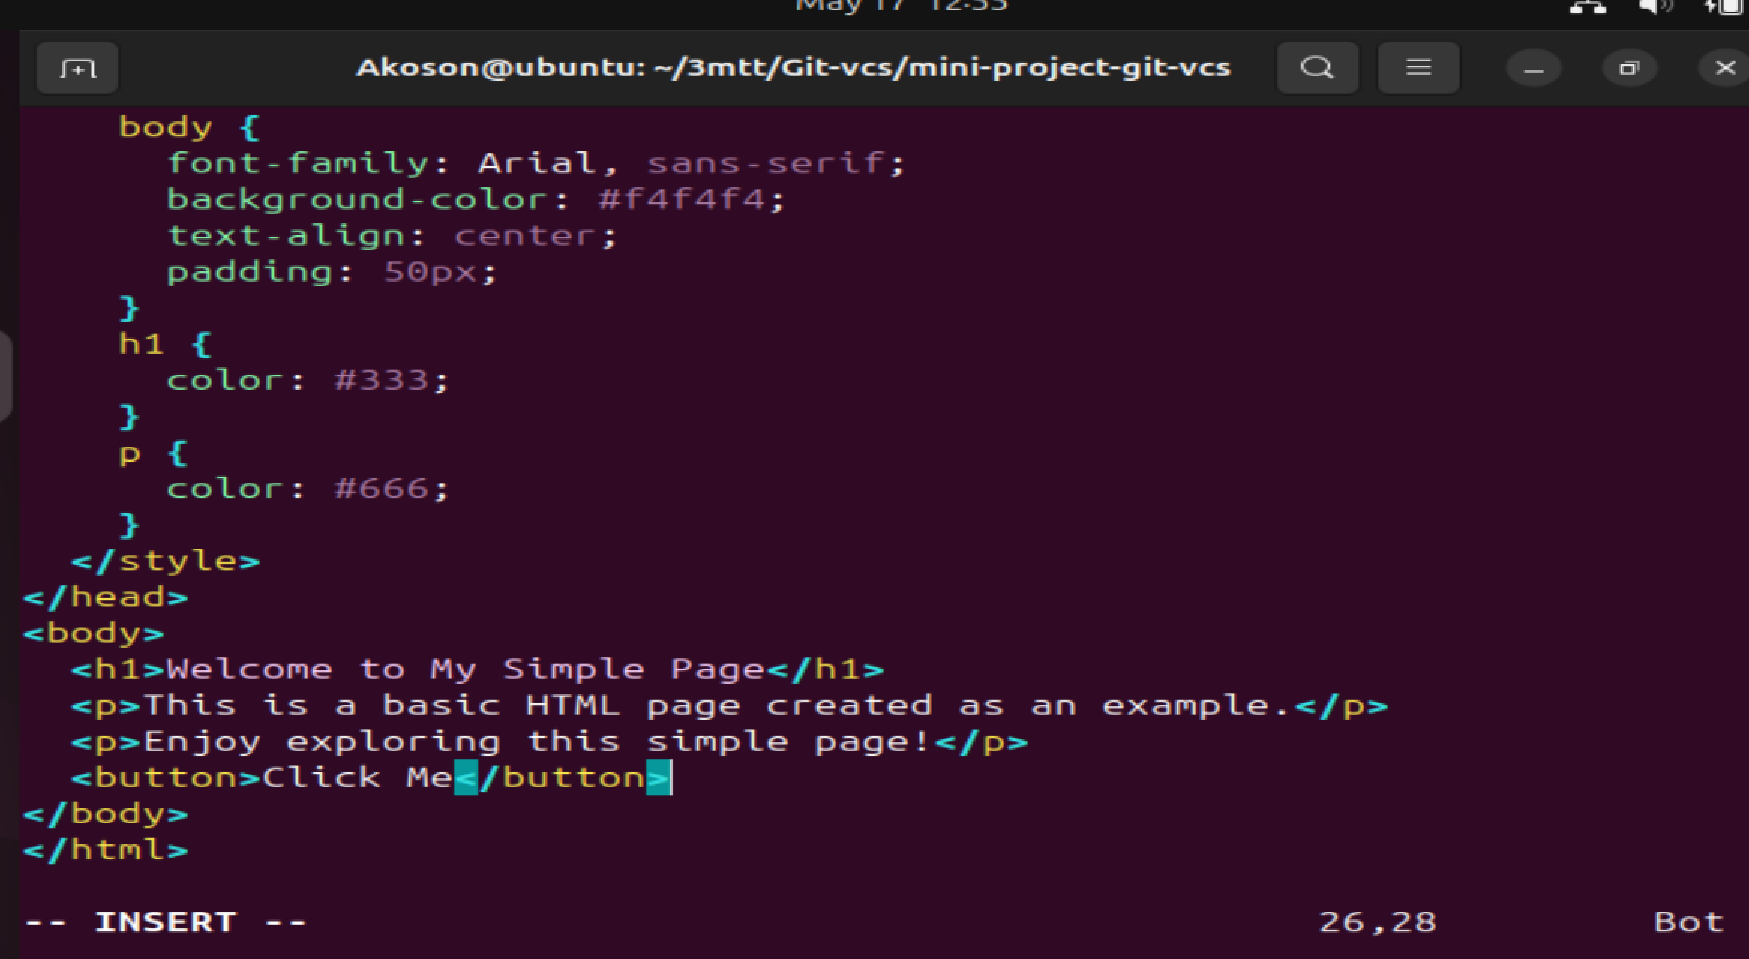 May 17 12:33
Akoson@ubuntu: ~/3mtt/Git-vcs/mini-project-git-vcs
body {
font-family: Arial, sans-serif;
background-color: #f4f4f4;
text-align: center;
padding: 50px;
}
h1 {
color: #333;
}
p {
color: #666;
}
</style>
</head>
<body>
<h1>Welcome to My Simple Page</h1>
<p>This is a basic HTML page created as an example.</p>
<p>Enjoy exploring this simple page!</p>
<button>Click Me</button>
</body>
</html>
-- INSERT -- 26,28 Bot